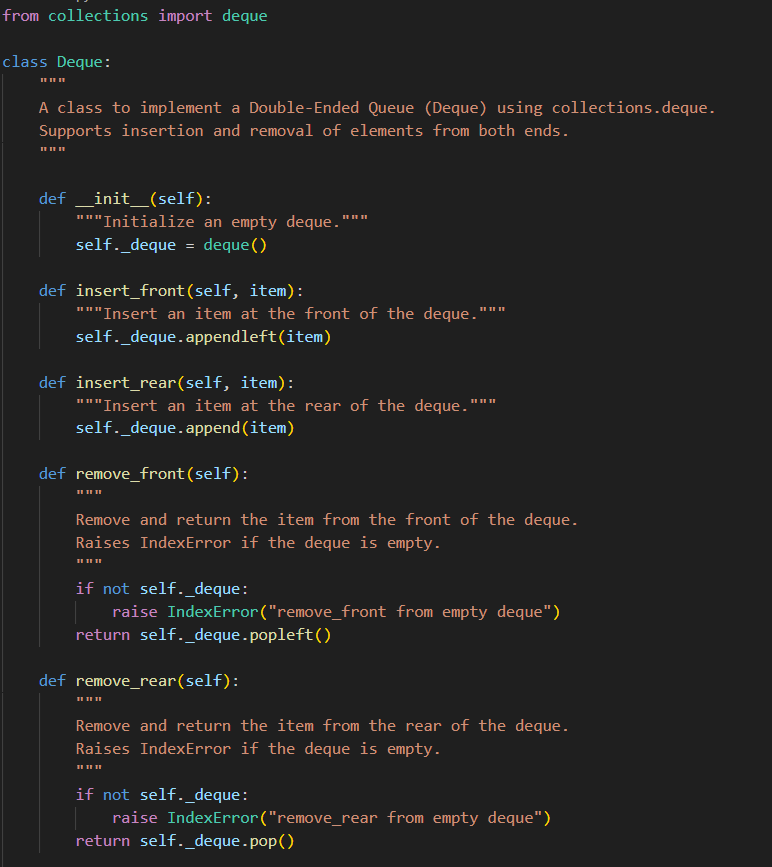 from collections import deque
class Deque:
    """
    A class to implement a Double-Ended Queue (Deque) using collections.deque.
    Supports insertion and removal of elements from both ends.
    """
    def __init__(self):
        """Initialize an empty deque."""
        self._deque = deque()
    def insert_front(self, item):
        """Insert an item at the front of the deque."""
        self._deque.appendleft(item)
    def insert_rear(self, item):
        """Insert an item at the rear of the deque."""
        self._deque.append(item)
    def remove_front(self):
        """
        Remove and return the item from the front of the deque.
        Raises IndexError if the deque is empty.
        """
        if not self._deque:
            raise IndexError("remove_front from empty deque")
        return self._deque.popleft()
    def remove_rear(self):
        """
        Remove and return the item from the rear of the deque.
        Raises IndexError if the deque is empty.
        """
        if not self._deque:
            raise IndexError("remove_rear from empty deque")
        return self._deque.pop()